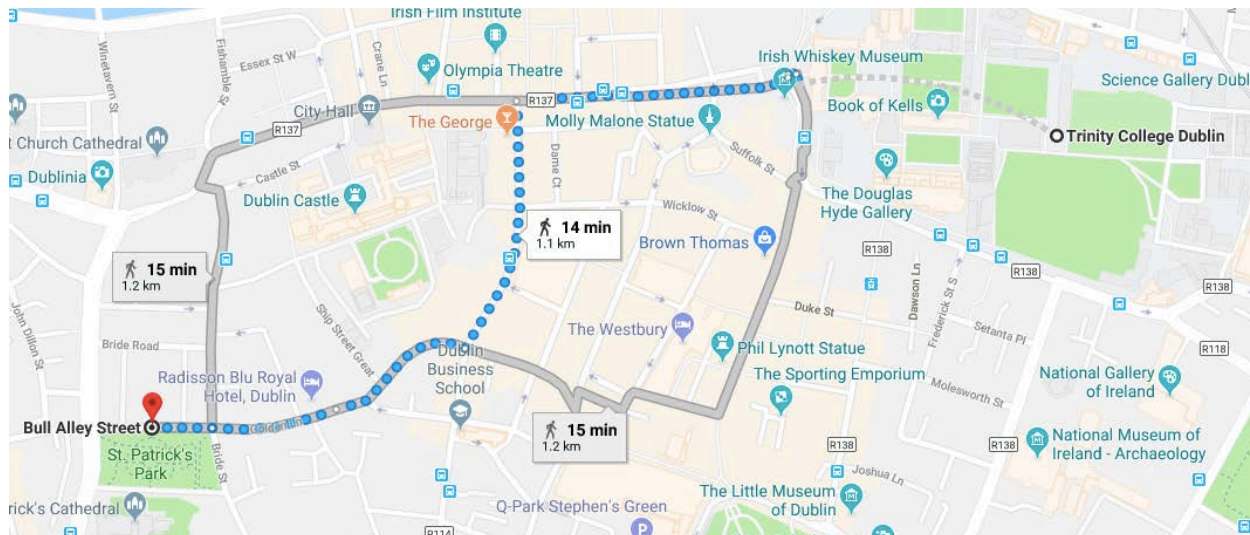 Irish Film Institute
Winetavern St
Fishamble St
Essex St W
Crane Ln
Olympia Theatre
Irish Whiskey Museum
Science Gallery Dubl
City Hall
R137
Book of Kells
R137
The George
Molly Malone Statue
Trinity College Dublin
t Church Cathedral
Suffolk St
Dame Ct
Dublinia
Castle St
Dublin Castle
The Douglas
Hyde Gallery
Wicklow St
14 min
1.1 km
Brown Thomas
R138
R138
15 min
1.2 km
Dawson Ln
Frederick St S
R138
John Dillon St
Ship Street Great
Duke St
Setanta Pl
The Westbury
Bride Road
Phil Lynott Statue
R118
Dublin
Business
School
Radisson Blu Royal
Hotel, Dublin
The Sporting Emporium
Molesworth St
National Gallery
of Ireland
Bull Alley Street
15 min
1.2 km
St. Patrick's
Park
Bride St
R138
R138
National Museum of
Ireland - Archaeology
Joshua Ln
rick's Cathedral
Q-Park Stephen's Green
The Little Museum
of Dublin
R114